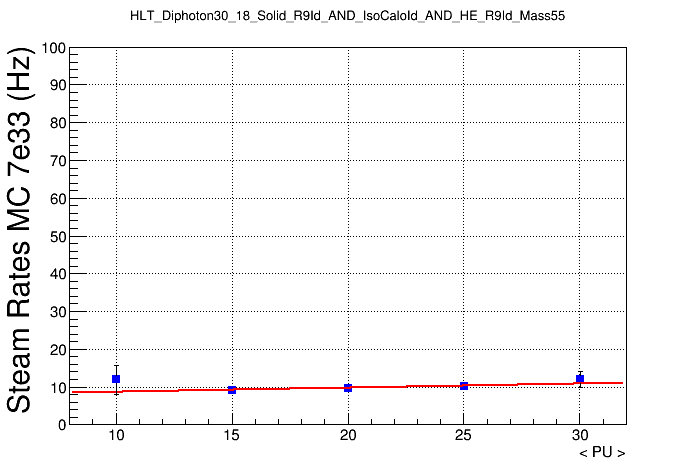 HLT_Diphoton30_18_Solid_R9Id_AND_IsoCaloId_AND_HE_R9Id_Mass55
Steam Rates MC 7e33 (Hz)
100
90
80
70
60
50
40
30
20
10
0
10 15 20 25 30
< PU >